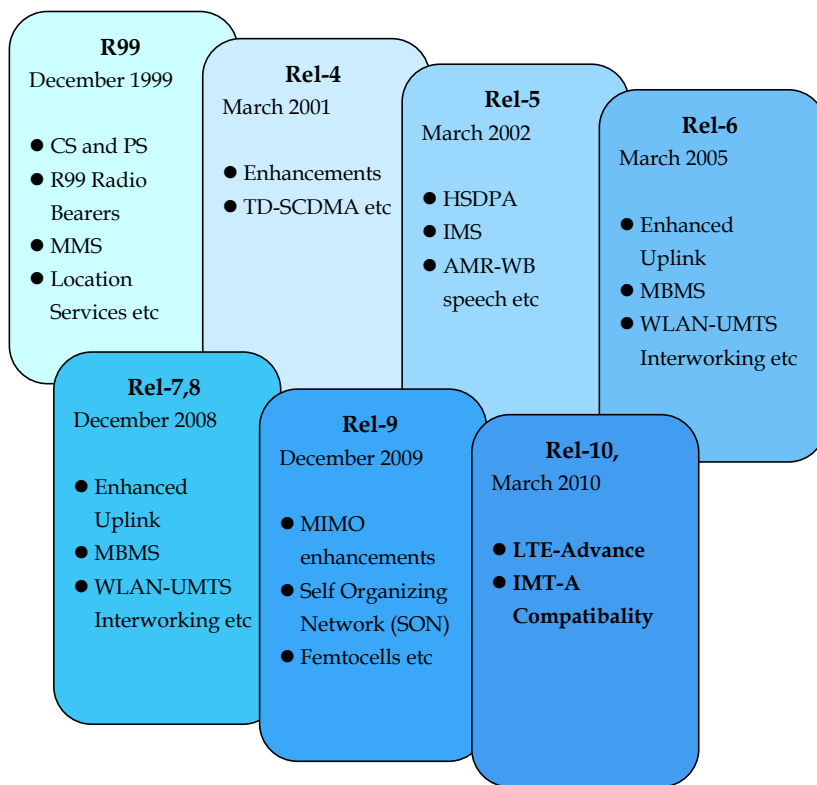 R99
December 1999
● CS and PS
● R99 Radio
Bearers
● MMS
● Location
Services etc
Rel-4
March 2001
● Enhancements
● TD-SCDMA etc
Rel-5
March 2002
● HSDPA
● IMS
● AMR-WB
speech etc
Rel-6
March 2005
● Enhanced
Uplink
● MBMS
● WLAN-UMTS
Interworking etc
Rel-7,8
December 2008
● Enhanced
Uplink
● MBMS
● WLAN-UMTS
Interworking etc
Rel-9
December 2009
● MIMO
enhancements
● Self Organizing
Network (SON)
● Femtocells etc
Rel-10,
March 2010
● LTE-Advance
● IMT-A
Compatibality